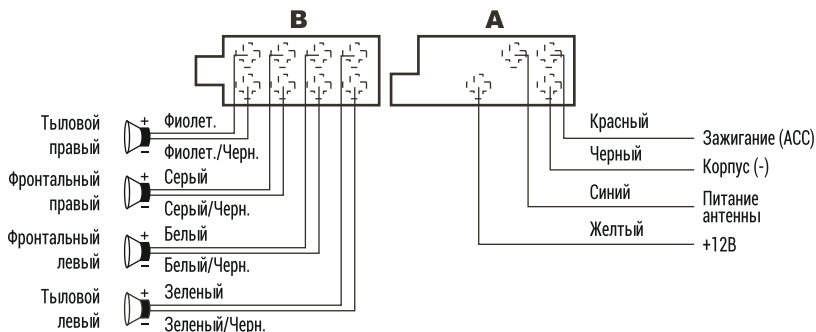 B
A
Тыловой
правый
+ Фиолет.
− Фиолет./Черн.
Фронтальный
правый
+ Серый
− Серый/Черн.
Фронтальный
левый
+ Белый
− Белый/Черн.
Тыловой
левый
+ Зеленый
− Зеленый/Черн.
Красный
Зажигание (ACC)
Черный
Корпус (-)
Синий
Питание
антенны
Желтый
+12В